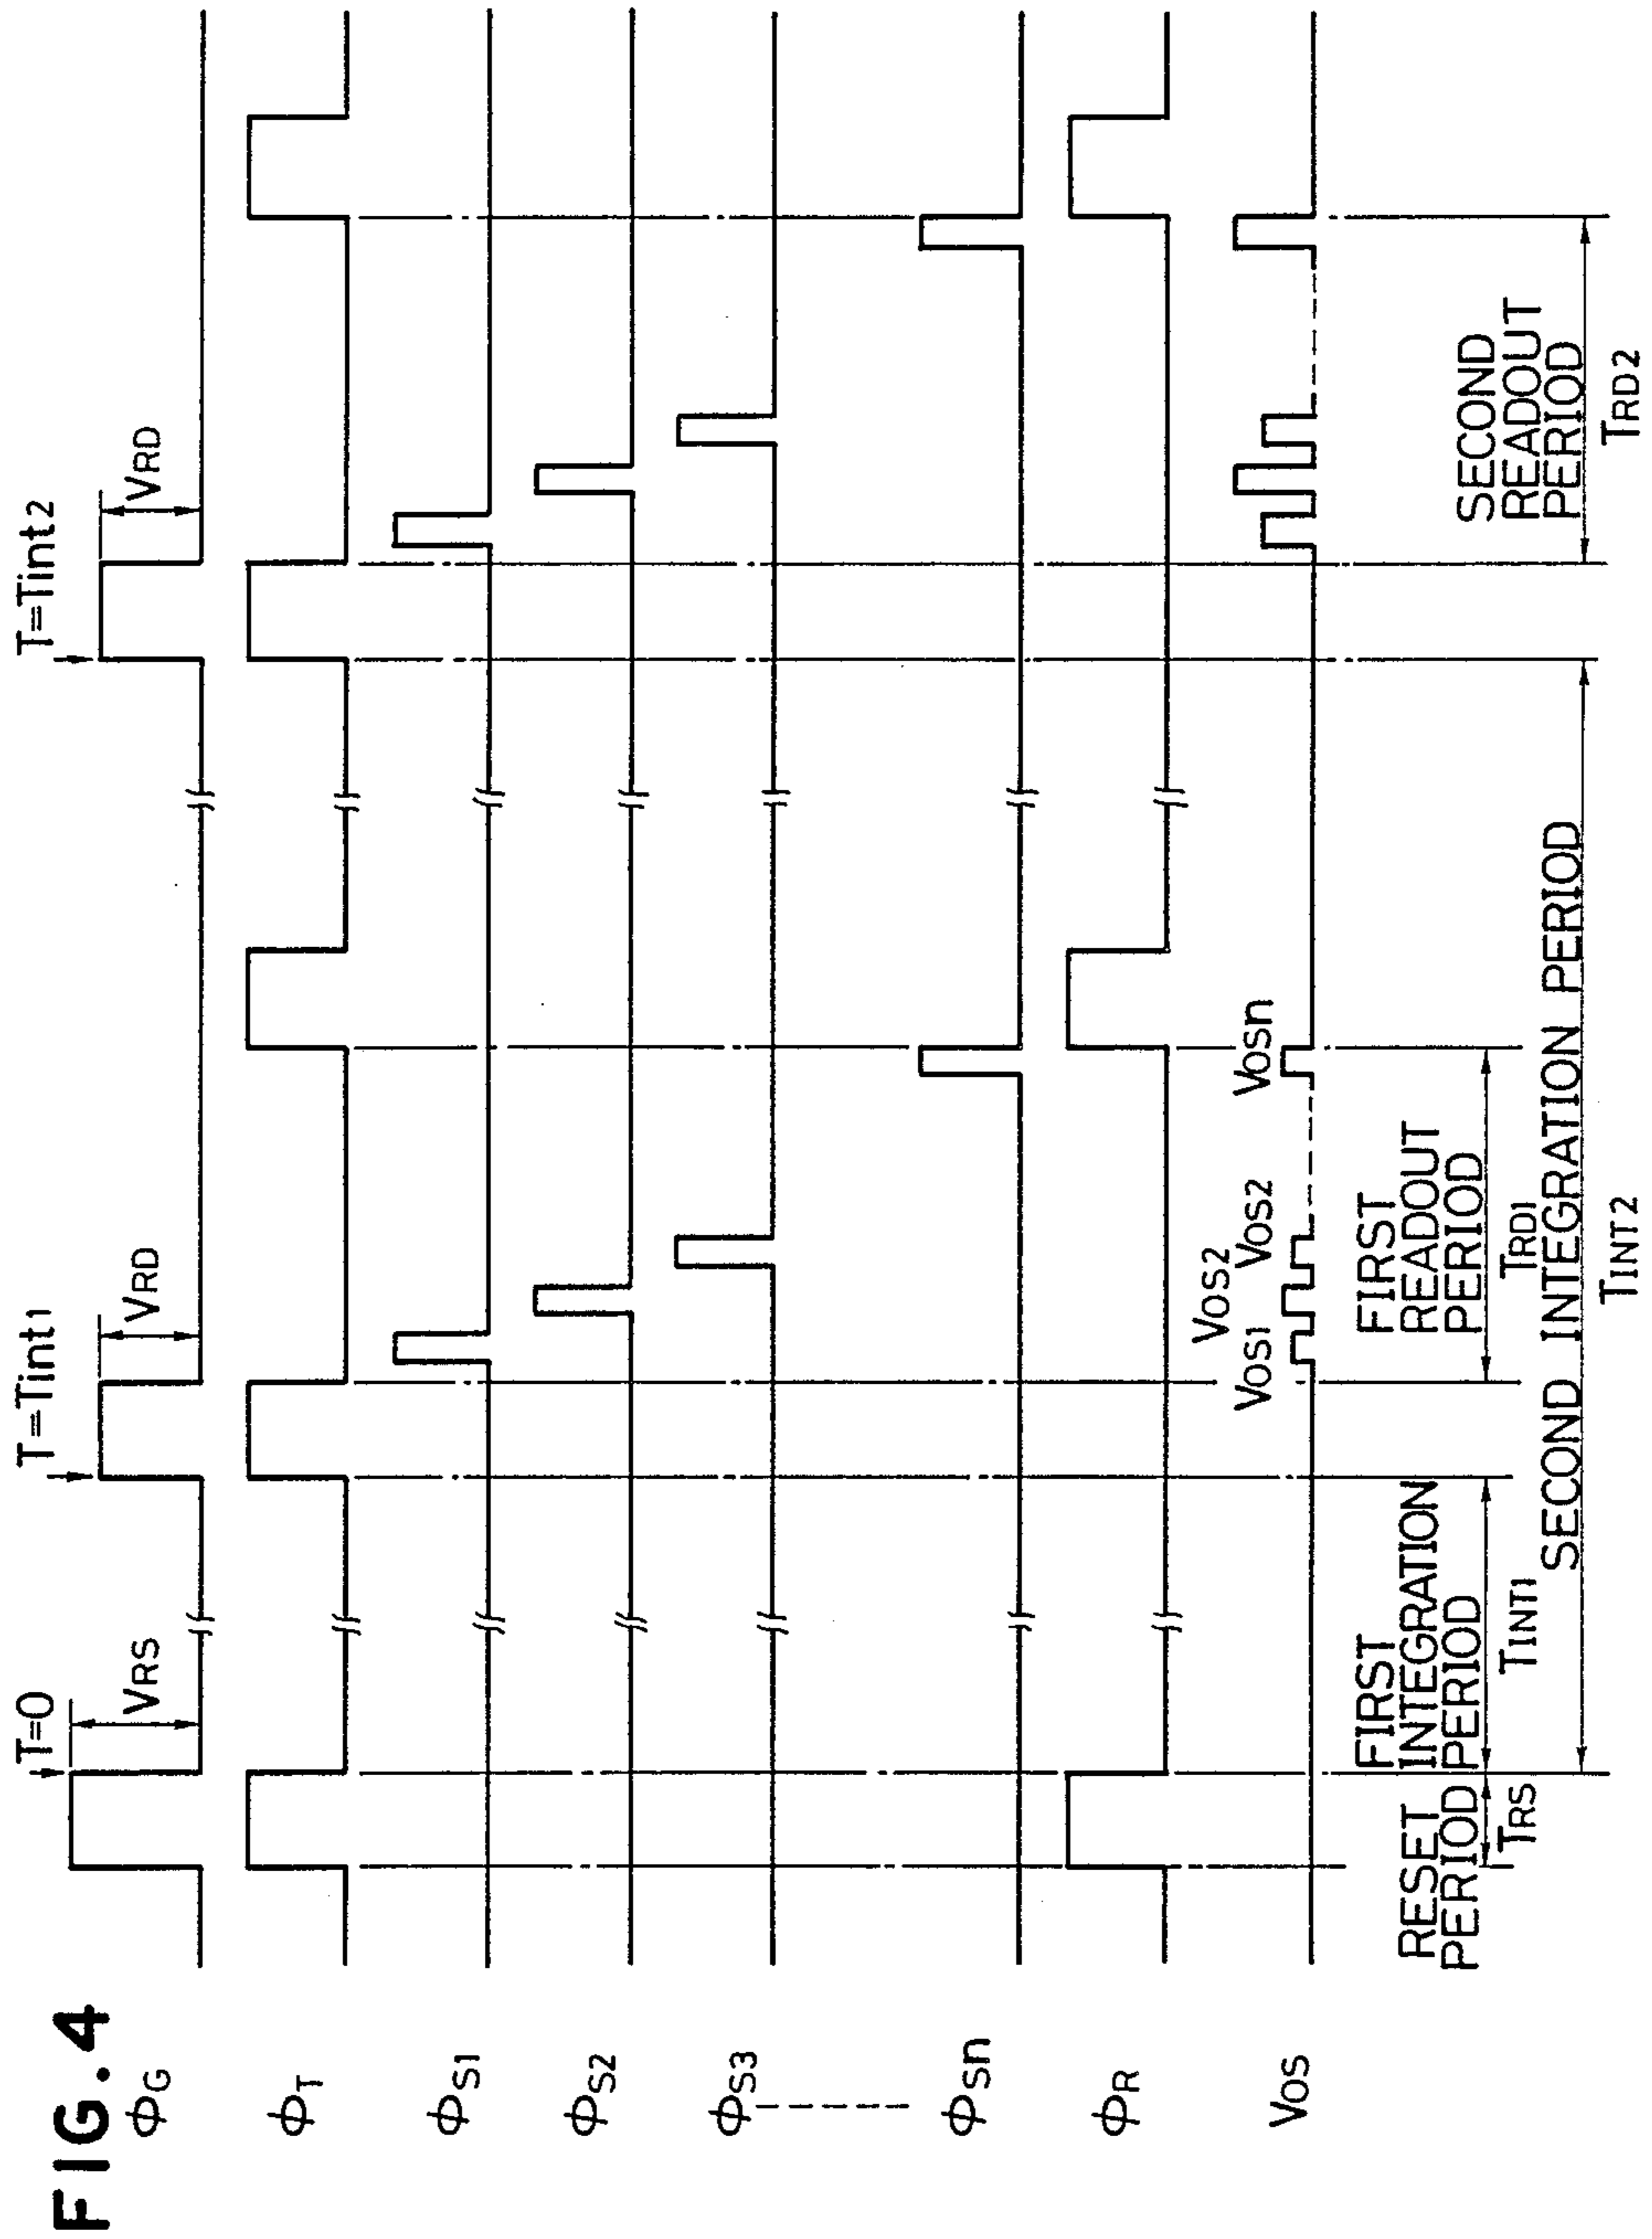 FIG.4
T=0
T=Tint1
T=Tint2
ΦG
VRS
VRD
VRD
ΦT
ΦS1
ΦS2
ΦS3
ΦSn
ΦR
VOS
VOS1
VOS2
VOS2
VOSn
RESET
PERIOD
TRS
FIRST
INTEGRATION
PERIOD
TINT1
FIRST
READOUT
PERIOD
TRD1
SECOND
READOUT
PERIOD
TRD2
SECOND INTEGRATION PERIOD
TINT2